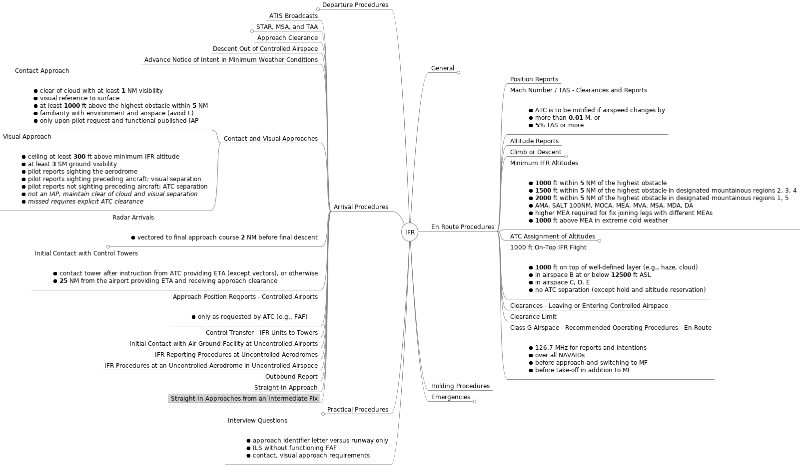 Departure Procedures
ATIS Broadcasts
STAR, MSA, and TAA
Approach Clearance
Descent Out of Controlled Airspace
Advance Notice of Intent in Minimum Weather Conditions
Contact Approach
● clear of cloud with at least 1 NM visibility
● visual reference to surface
● at least 1000 ft above the highest obstacle within 5 NM
● familiarity with environment and airspace (avoid F)
● only upon pilot request and functional published IAP
Visual Approach
● ceiling at least 300 ft above minimum IFR altitude
● at least 3 SM ground visibility
● pilot reports sighting the aerodrome
● pilot reports sighting preceding aircraft: visual separation
● pilot reports not sighting preceding aircraft: ATC separation
● not an IAP, maintain clear of cloud and visual separation
● missed requires explicit ATC clearance
Contact and Visual Approaches
Radar Arrivals
● vectored to final approach course 2 NM before final descent
Initial Contact with Control Towers
● contact tower after instruction from ATC providing ETA (except vectors), or otherwise
● 25 NM from the airport providing ETA and receiving approach clearance
Approach Position Reqports - Controlled Airports
● only as requested by ATC (e.g., FAF)
Control Transfer - IFR Units to Towers
Initial Contact with Air Ground Facility at Uncontrolled Airports
IFR Reporting Procedures at Uncontrolled Aerodromes
IFR Procedures at an Uncontrolled Aerodrome in Uncontrolled Airspace
Outbound Report
Straight-In Approach
Straight-In Approaches from an Intermediate Fix
Arrival Procedures
Practical Procedures
Interview Questions
● approach identifier letter versus runway only
● ILS without functioning FAF
● contact, visual approach requirements
IFR
General
En Route Procedures
Position Reports
Mach Number / TAS - Clearances and Reports
● ATC is to be notified if airspeed changes by
● more than 0.01 M, or
● 5% TAS or more
Altitude Reports
Climb or Descent
Minimum IFR Altitudes
● 1000 ft within 5 NM of the highest obstacle
● 1500 ft within 5 NM of the highest obstacle in designated mountainous regions 2, 3, 4
● 2000 ft within 5 NM of the highest obstacle in designated mountainous regions 1, 5
● AMA, SALT 100NM, MOCA, MEA, MVA, MSA, MDA, DA
● higher MEA required for fix joining legs with different MEAs
● 1000 ft above MEA in extreme cold weather
ATC Assignment of Altitudes
1000 ft On-Top IFR Flight
● 1000 ft on top of well-defined layer (e.g., haze, cloud)
● in airspace B at or below 12500 ft ASL
● in airspace C, D, E
● no ATC separation (except hold and altitude reservation)
Clearances - Leaving or Entering Controlled Airspace
Clearance Limit
Class G Airspace - Recommended Operating Procedures - En Route
● 126.7 MHz for reports and intentions
● over all NAVAIDs
● before approach and switching to MF
● before take-off in addition to MF
Holding Procedures
Emergencies